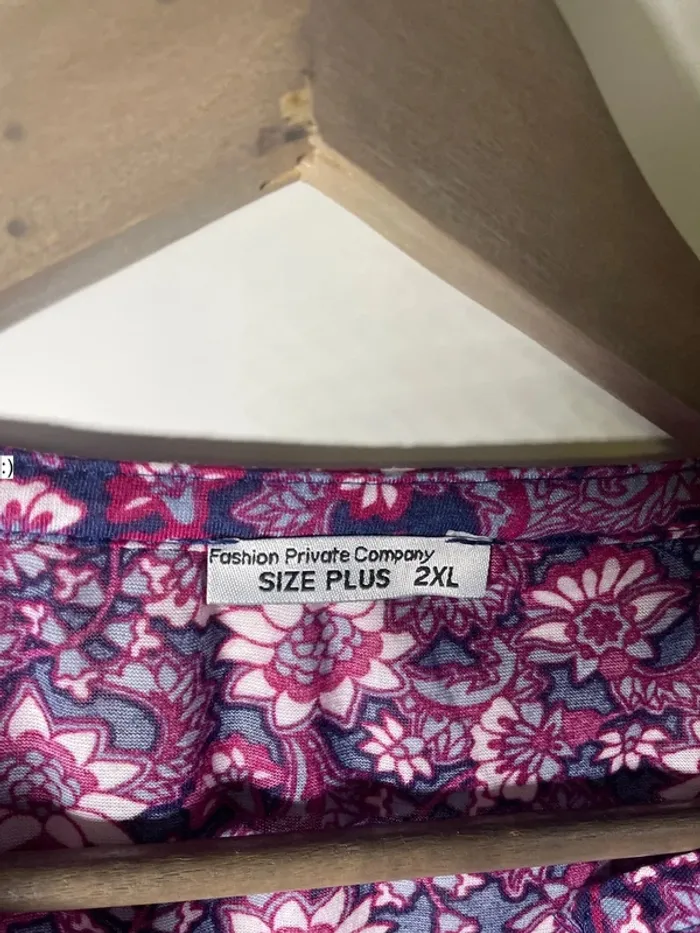 :)
Fashion Private Company
SIZE PLUS 2XL